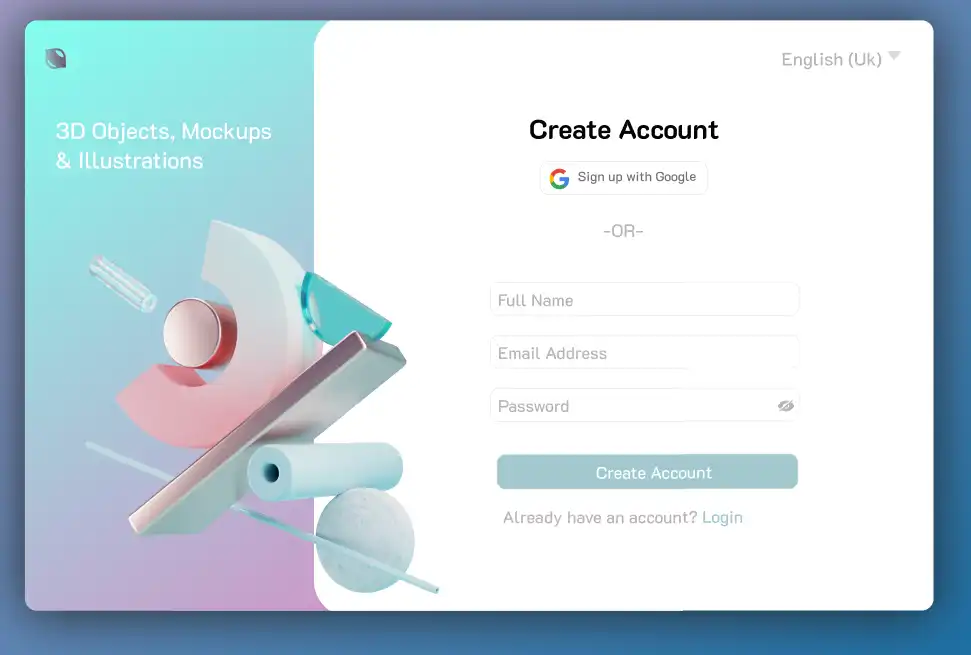 English (Uk)
3D Objects, Mockups
& Illustrations
Create Account
Sign up with Google
-OR-
Full Name
Email Address
Password
Create Account
Already have an account? Login